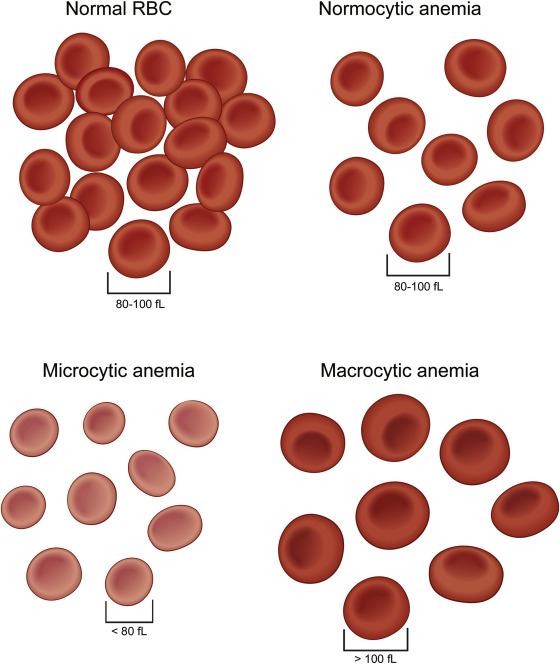 Normal RBC
Normocytic anemia
80-100 fL
80-100 fL
Microcytic anemia
Macrocytic anemia
< 80 fL
> 100 fL